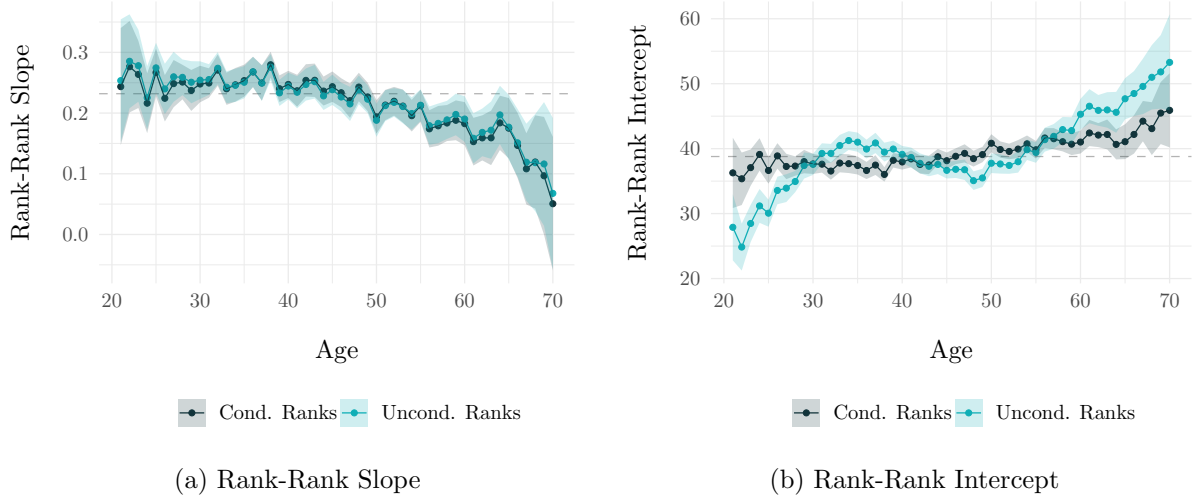 Rank-Rank Slope
0.3
0.2
0.1
0.0
20 30 40 50 60 70
Age
Cond. Ranks Uncond. Ranks
(a) Rank-Rank Slope
Rank-Rank Intercept
60
50
40
30
20
20 30 40 50 60 70
Age
Cond. Ranks Uncond. Ranks
(b) Rank-Rank Intercept